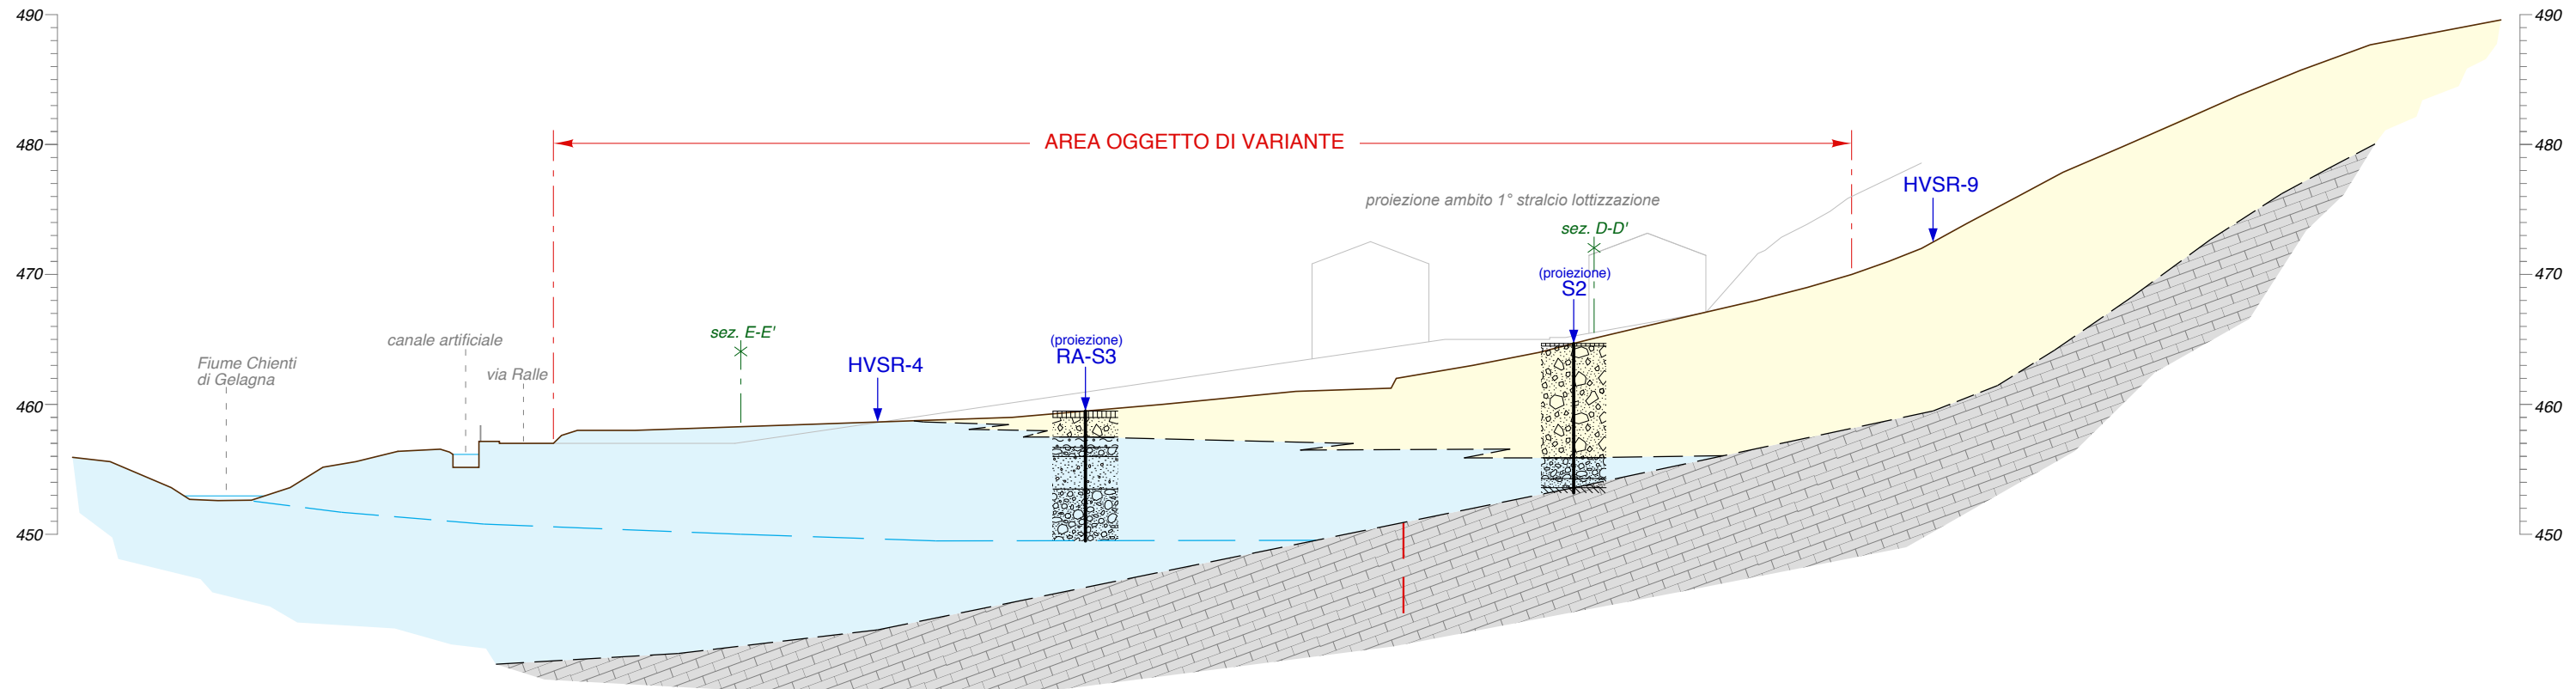 490
490
480
AREA OGGETTO DI VARIANTE
480
HVSR-9
proiezione ambito 1° stralcio lottizzazione
sez. D-D'
470
(proiezione)
S2
470
sez. E-E'
canale artificiale
(proiezione)
RA-S3
Fiume Chienti
di Gelagna
HVSR-4
via Ralle
460
460
450
450